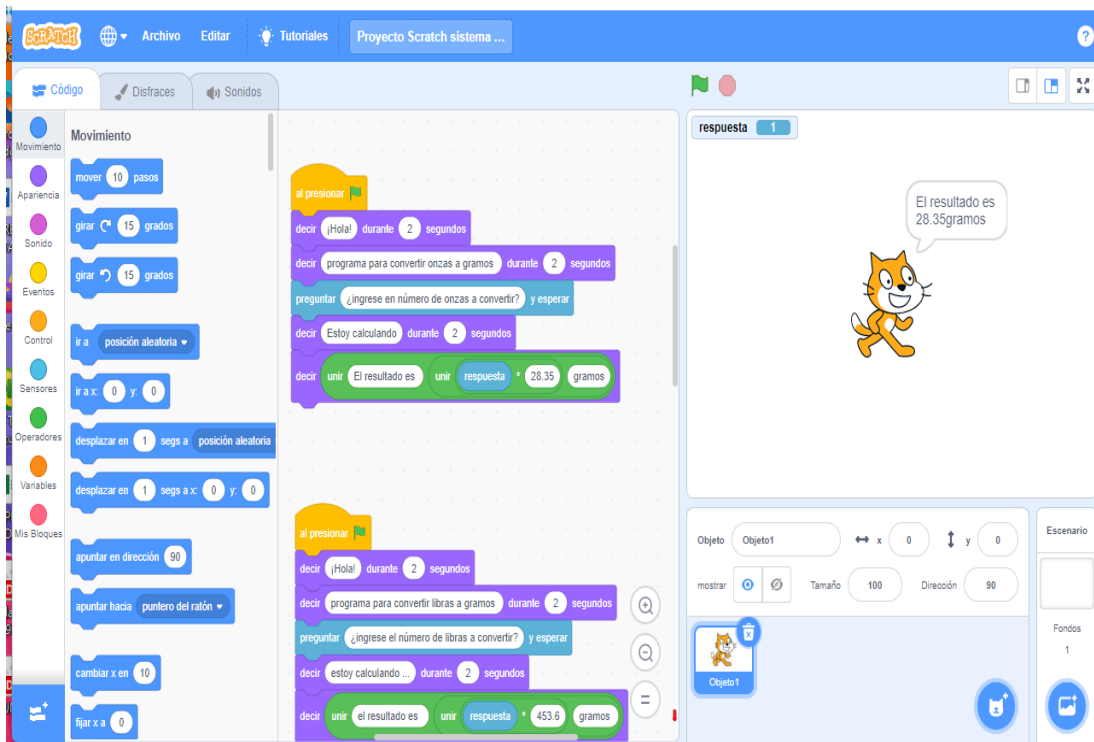 SCRATCH Archivo Editar Tutoriales Proyecto Scratch sistema ... ?
Código Disfraces Sonidos
Movimiento
Apariencia
Sonido
Eventos
Control
Sensores
Operadores
Variables
Mis Bloques
Movimiento
mover 10 pasos
girar 15 grados
girar 15 grados
ir a posición aleatoria
ir a x: 0 y: 0
desplazar en 1 segs a posición aleatoria
desplazar en 1 segs a x: 0 y: 0
apuntar en dirección 90
apuntar hacia puntero del ratón
cambiar x en 10
fijar x a 0
al presionar
decir ¡Hola! durante 2 segundos
decir programa para convertir onzas a gramos durante 2 segundos
preguntar ¿ingrese en número de onzas a convertir? y esperar
decir Estoy calculando durante 2 segundos
decir unir El resultado es unir respuesta * 28.35 gramos
al presionar
decir ¡Hola! durante 2 segundos
decir programa para convertir libras a gramos durante 2 segundos
preguntar ¿ingrese el número de libras a convertir? y esperar
decir estoy calculando ... durante 2 segundos
decir unir el resultado es unir respuesta * 453.6 gramos
respuesta 1
El resultado es
28.35gramos
Objeto Objeto1 x 0 y 0
mostrar Tamaño 100 Dirección 90
Objeto1
Escenario
Fondos
1